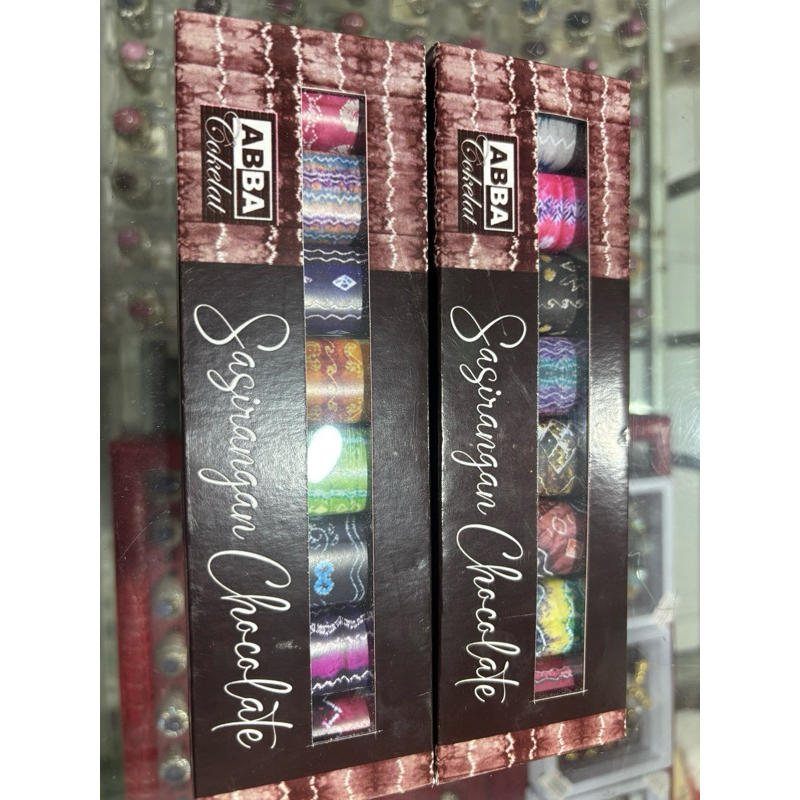 ABBA
Cokelat
Sasirangan Chocolate
ABBA
Cokelat
Sasirangan Chocolate